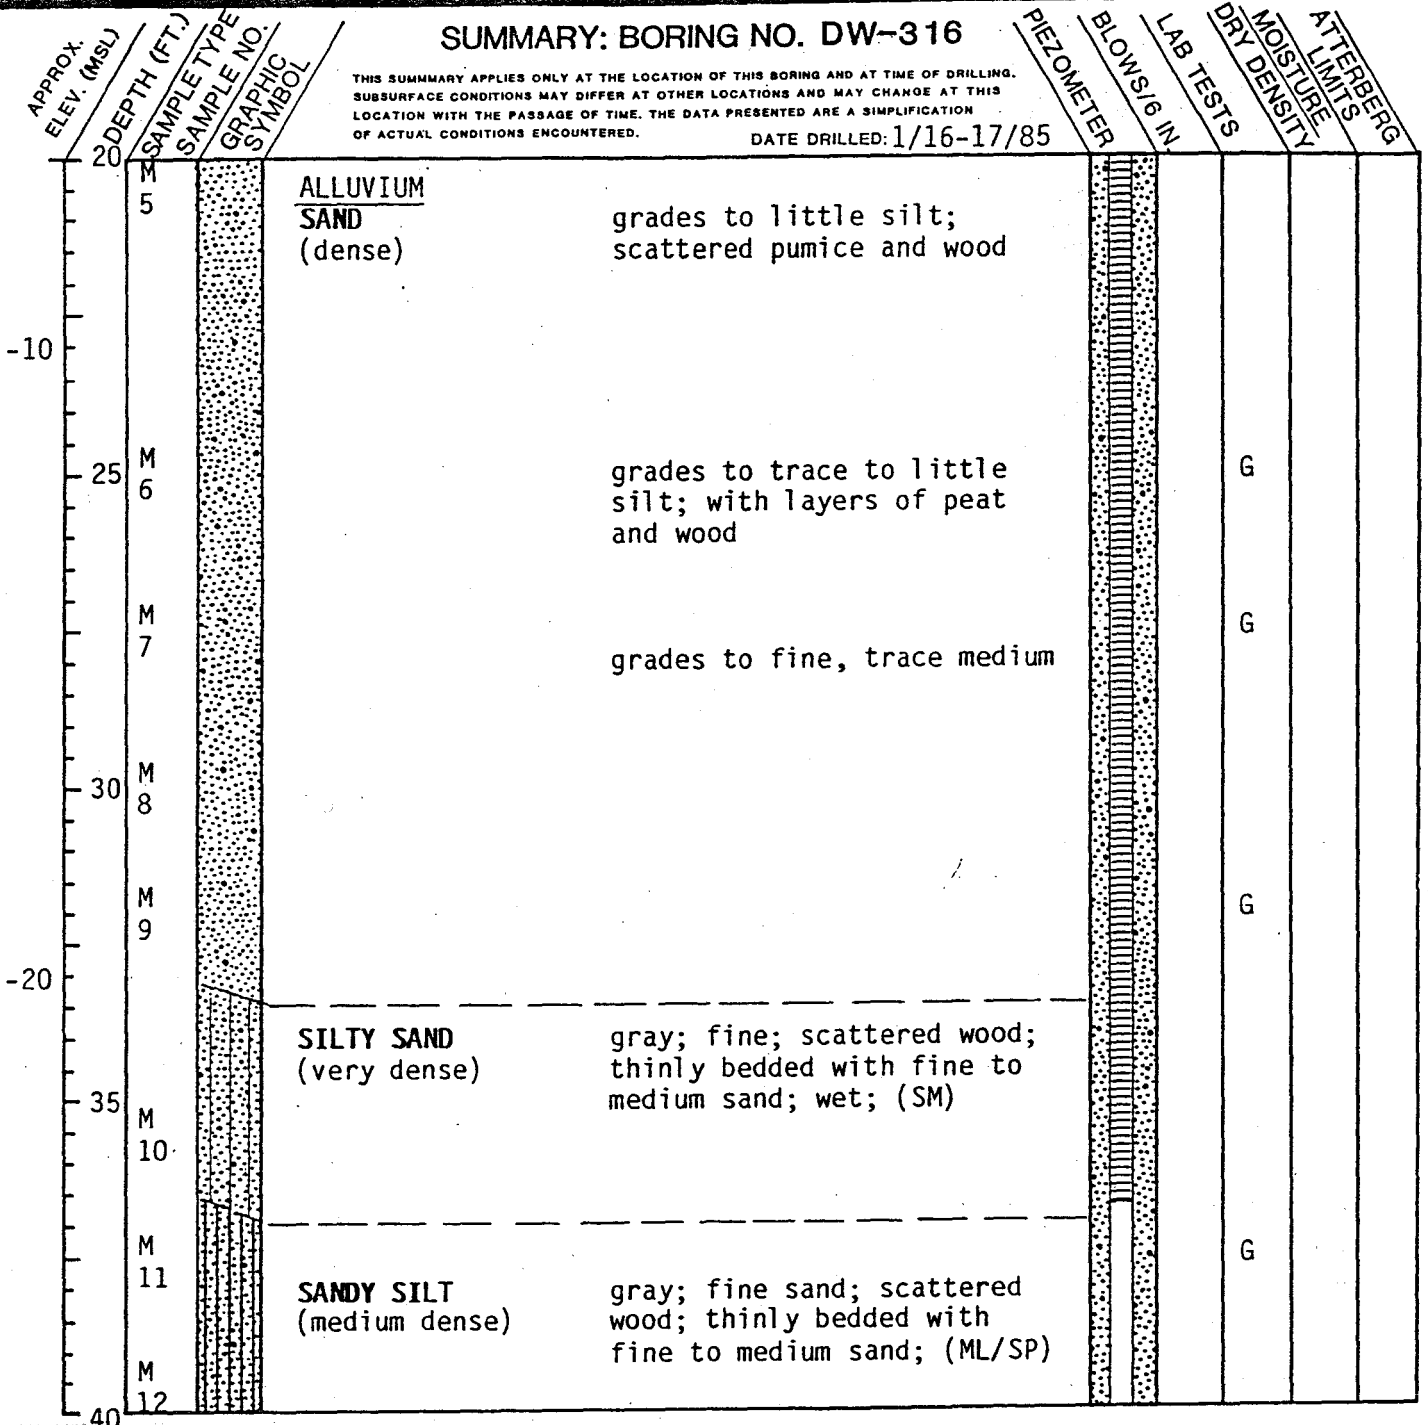 SUMMARY: BORING NO. DW-316
THIS SUMMMARY APPLIES ONLY AT THE LOCATION OF THIS BORING AND AT TIME OF DRILLING.
SUBSURFACE CONDITIONS MAY DIFFER AT OTHER LOCATIONS AND MAY CHANGE AT THIS
LOCATION WITH THE PASSAGE OF TIME. THE DATA PRESENTED ARE A SIMPLIFICATION
OF ACTUAL CONDITIONS ENCOUNTERED.
DATE DRILLED: 1/16-17/85
APPROX.
ELEV. (MSL)
DEPTH (FT.)
SAMPLE TYPE
SAMPLE NO.
GRAPHIC
SYMBOL
PIEZOMETER
BLOWS/6 IN.
LAB TESTS
DRY DENSITY
MOISTURE
ATTERBERG
LIMITS
20
M
5
ALLUVIUM
SAND
(dense)
grades to little silt;
scattered pumice and wood
-10
25
M
6
grades to trace to little
silt; with layers of peat
and wood
G
M
7
grades to fine, trace medium
G
30
M
8
M
9
G
-20
SILTY SAND
(very dense)
gray; fine; scattered wood;
thinly bedded with fine to
medium sand; wet; (SM)
35
M
10
M
11
G
SANDY SILT
(medium dense)
gray; fine sand; scattered
wood; thinly bedded with
fine to medium sand; (ML/SP)
M
12
40